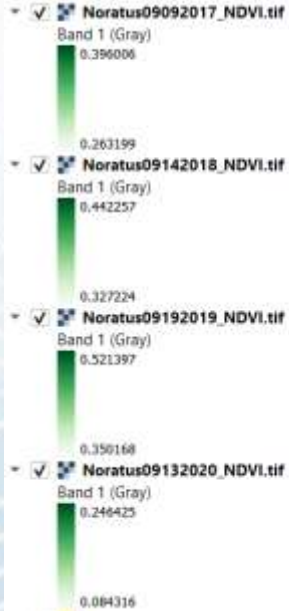 Noratus09092017_NDVI.tif
Band 1 (Gray)
0.396006
0.263199
Noratus09142018_NDVI.tif
Band 1 (Gray)
0.442257
0.327224
Noratus09192019_NDVI.tif
Band 1 (Gray)
0.521397
0.350168
Noratus09132020_NDVI.tif
Band 1 (Gray)
0.246425
0.084316